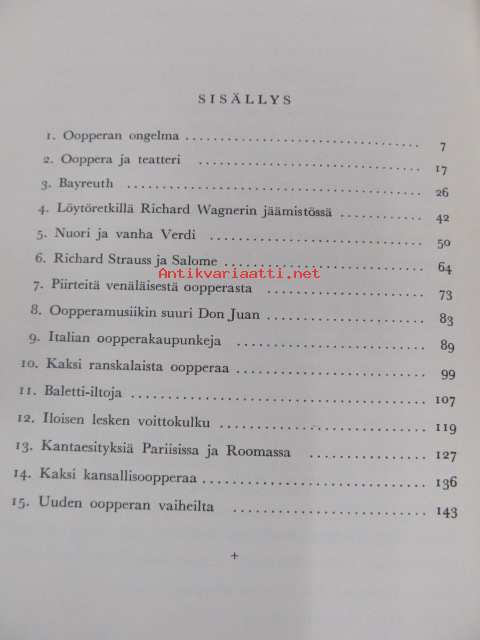 SISÄLLYS
1. Oopperan ongelma 7
2. Ooppera ja teatteri 17
3. Bayreuth 26
4. Löytöretkillä Richard Wagnerin jäämistössä 42
5. Nuori ja vanha Verdi 50
6. Richard Strauss ja Salome 64
Antikvariaatti.net
7. Piirteitä venäläisestä oopperasta 73
8. Oopperamusiikin suuri Don Juan 83
9. Italian oopperakaupunkeja 89
10. Kaksi ranskalaista oopperaa 99
11. Baletti-iltoja 107
12. Iloisen lesken voittokulku 119
13. Kantaesityksiä Pariisissa ja Roomassa 127
14. Kaksi kansallisoopperaa 136
15. Uuden oopperan vaiheilta 143
+